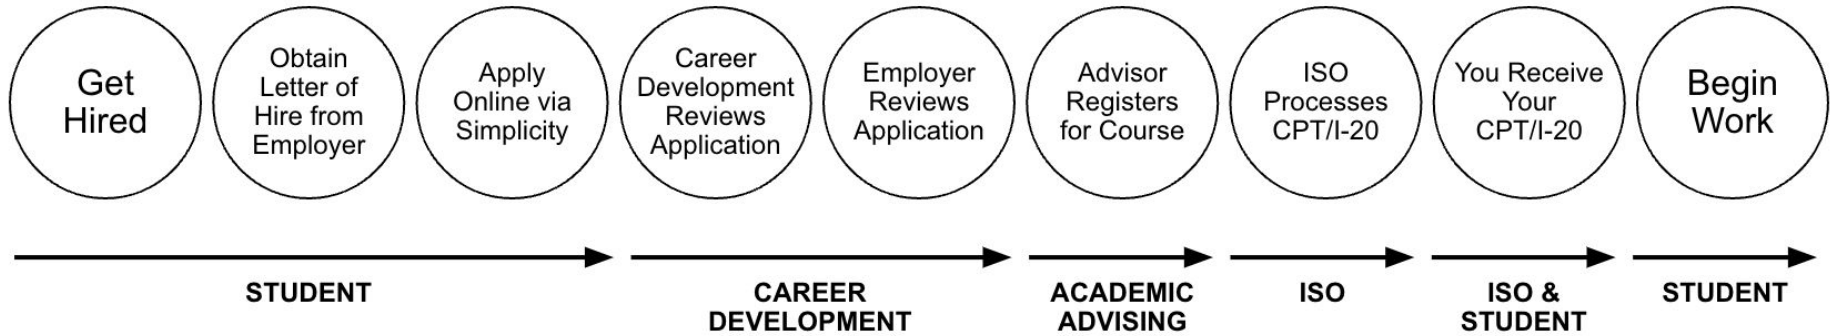 Get
Hired
Obtain
Letter of
Hire from
Employer
Apply
Online via
Simplicity
Career
Development
Reviews
Application
Employer
Reviews
Application
Advisor
Registers
for Course
ISO
Processes
CPT/I-20
You Receive
Your
CPT/I-20
Begin
Work
STUDENT
CAREER
DEVELOPMENT
ACADEMIC
ADVISING
ISO
ISO &
STUDENT
STUDENT